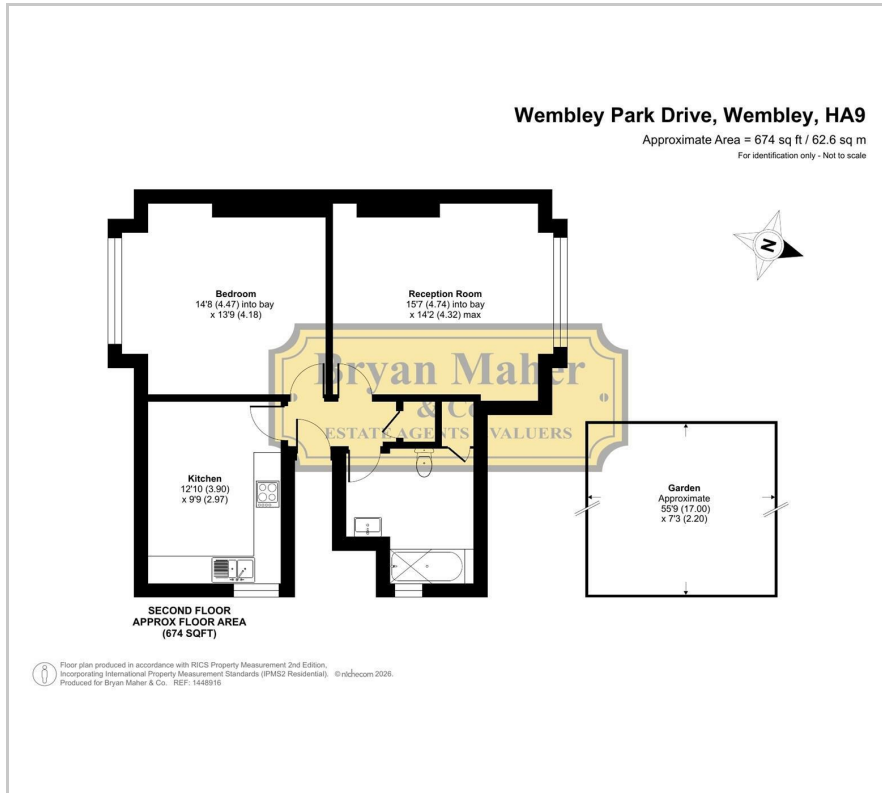 Wembley Park Drive, Wembley, HA9
Approximate Area = 674 sq ft / 62.6 sq m
For identification only - Not to scale
N
Bedroom
14'8 (4.47) into bay
x 13'9 (4.18)
Reception Room
15'7 (4.74) into bay
x 14'2 (4.32) max
Bryan Maher
& Co
ESTATE AGENTS VALUERS
Kitchen
12'10 (3.90)
x 9'9 (2.97)
Garden
Approximate
55'9 (17.00)
x 7'3 (2.20)
SECOND FLOOR
APPROX FLOOR AREA
(674 SQFT)
Floor plan produced in accordance with RICS Property Measurement 2nd Edition,
Incorporating International Property Measurement Standards (IPMS2 Residential). © ntchecom 2026.
Produced for Bryan Maher & Co. REF: 1448916